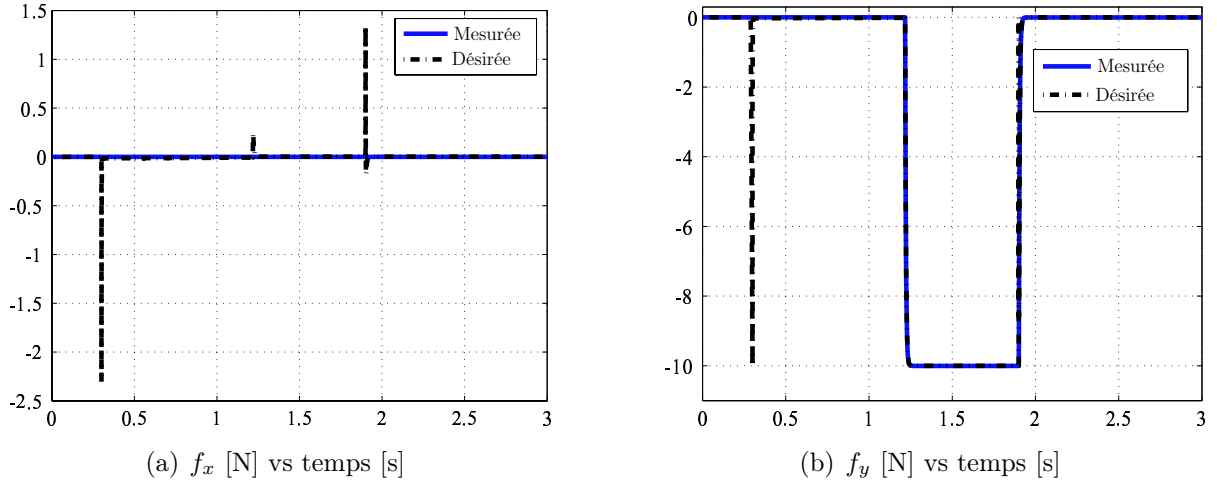 1.5
1
0.5
0
-0.5
-1
-1.5
-2
-2.5
0 0.5 1 1.5 2 2.5 3
Mesurée
Désirée
(a) f_x [N] vs temps [s]
0
-2
-4
-6
-8
-10
0 0.5 1 1.5 2 2.5 3
Mesurée
Désirée
(b) f_y [N] vs temps [s]